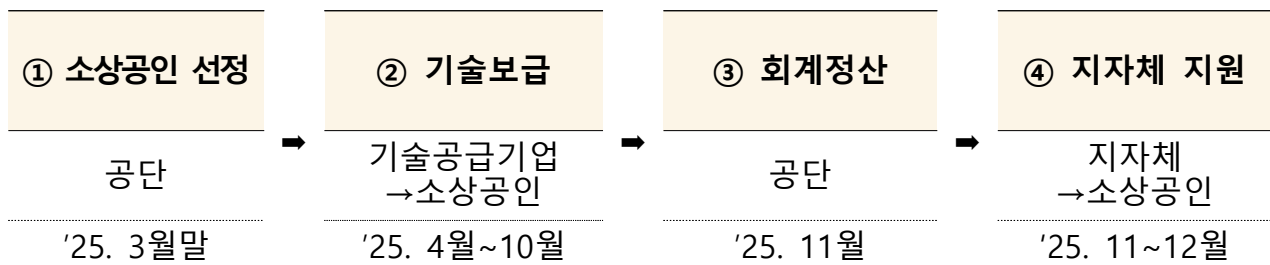 ① 소상공인 선정
② 기술보급
③ 회계정산
④ 지자체 지원
➡
➡
➡
공단
기술공급기업
→소상공인
공단
지자체
→소상공인
'25. 3월말
'25. 4월~10월
'25. 11월
'25. 11~12월